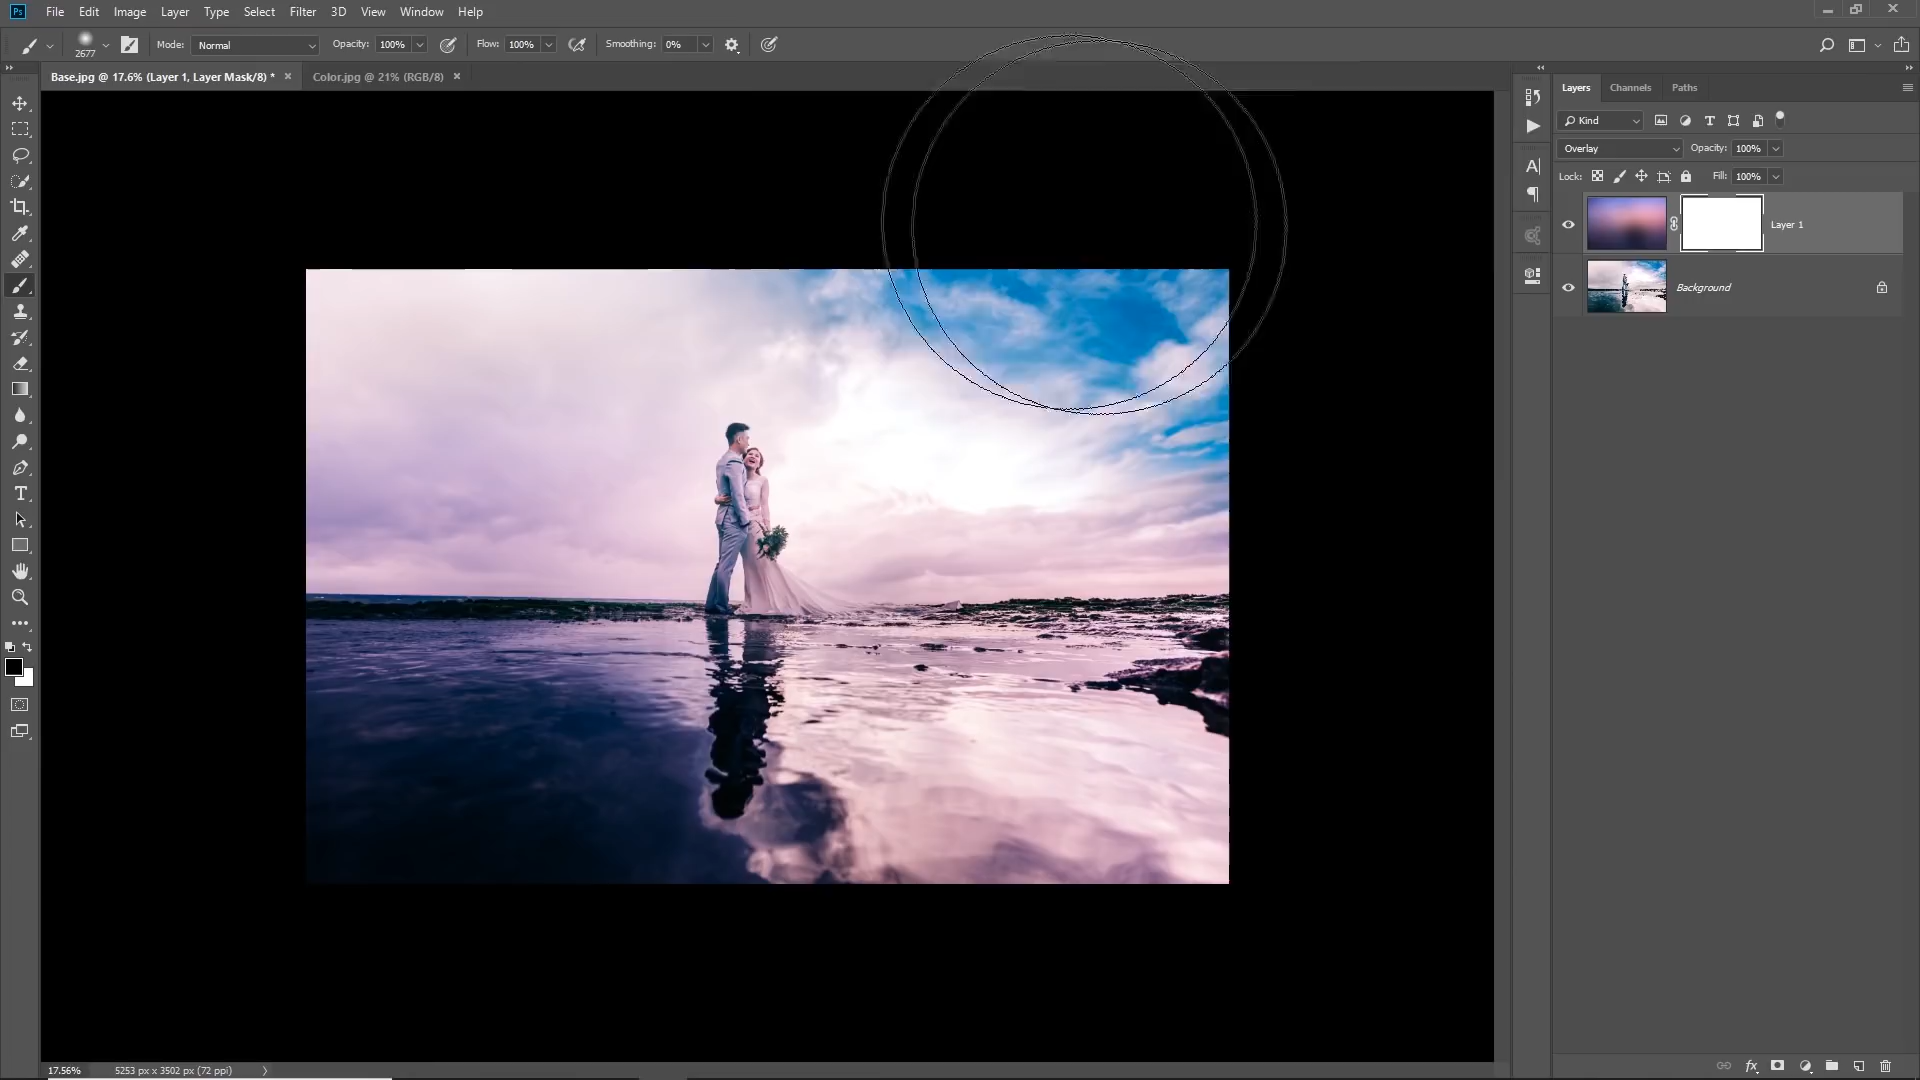 Ps File Edit Image Layer Type Select Filter 3D View Window Help
2677 Mode: Normal Opacity: 100% Flow: 100% Smoothing: 0%
Base.jpg @ 17.6% (Layer 1, Layer Mask/8) * × Color.jpg @ 21% (RGB/8) ×
Layers Channels Paths
Kind
Overlay Opacity: 100%
Lock: Fill: 100%
Layer 1
Background
17.56% 5253 px x 3502 px (72 ppi)